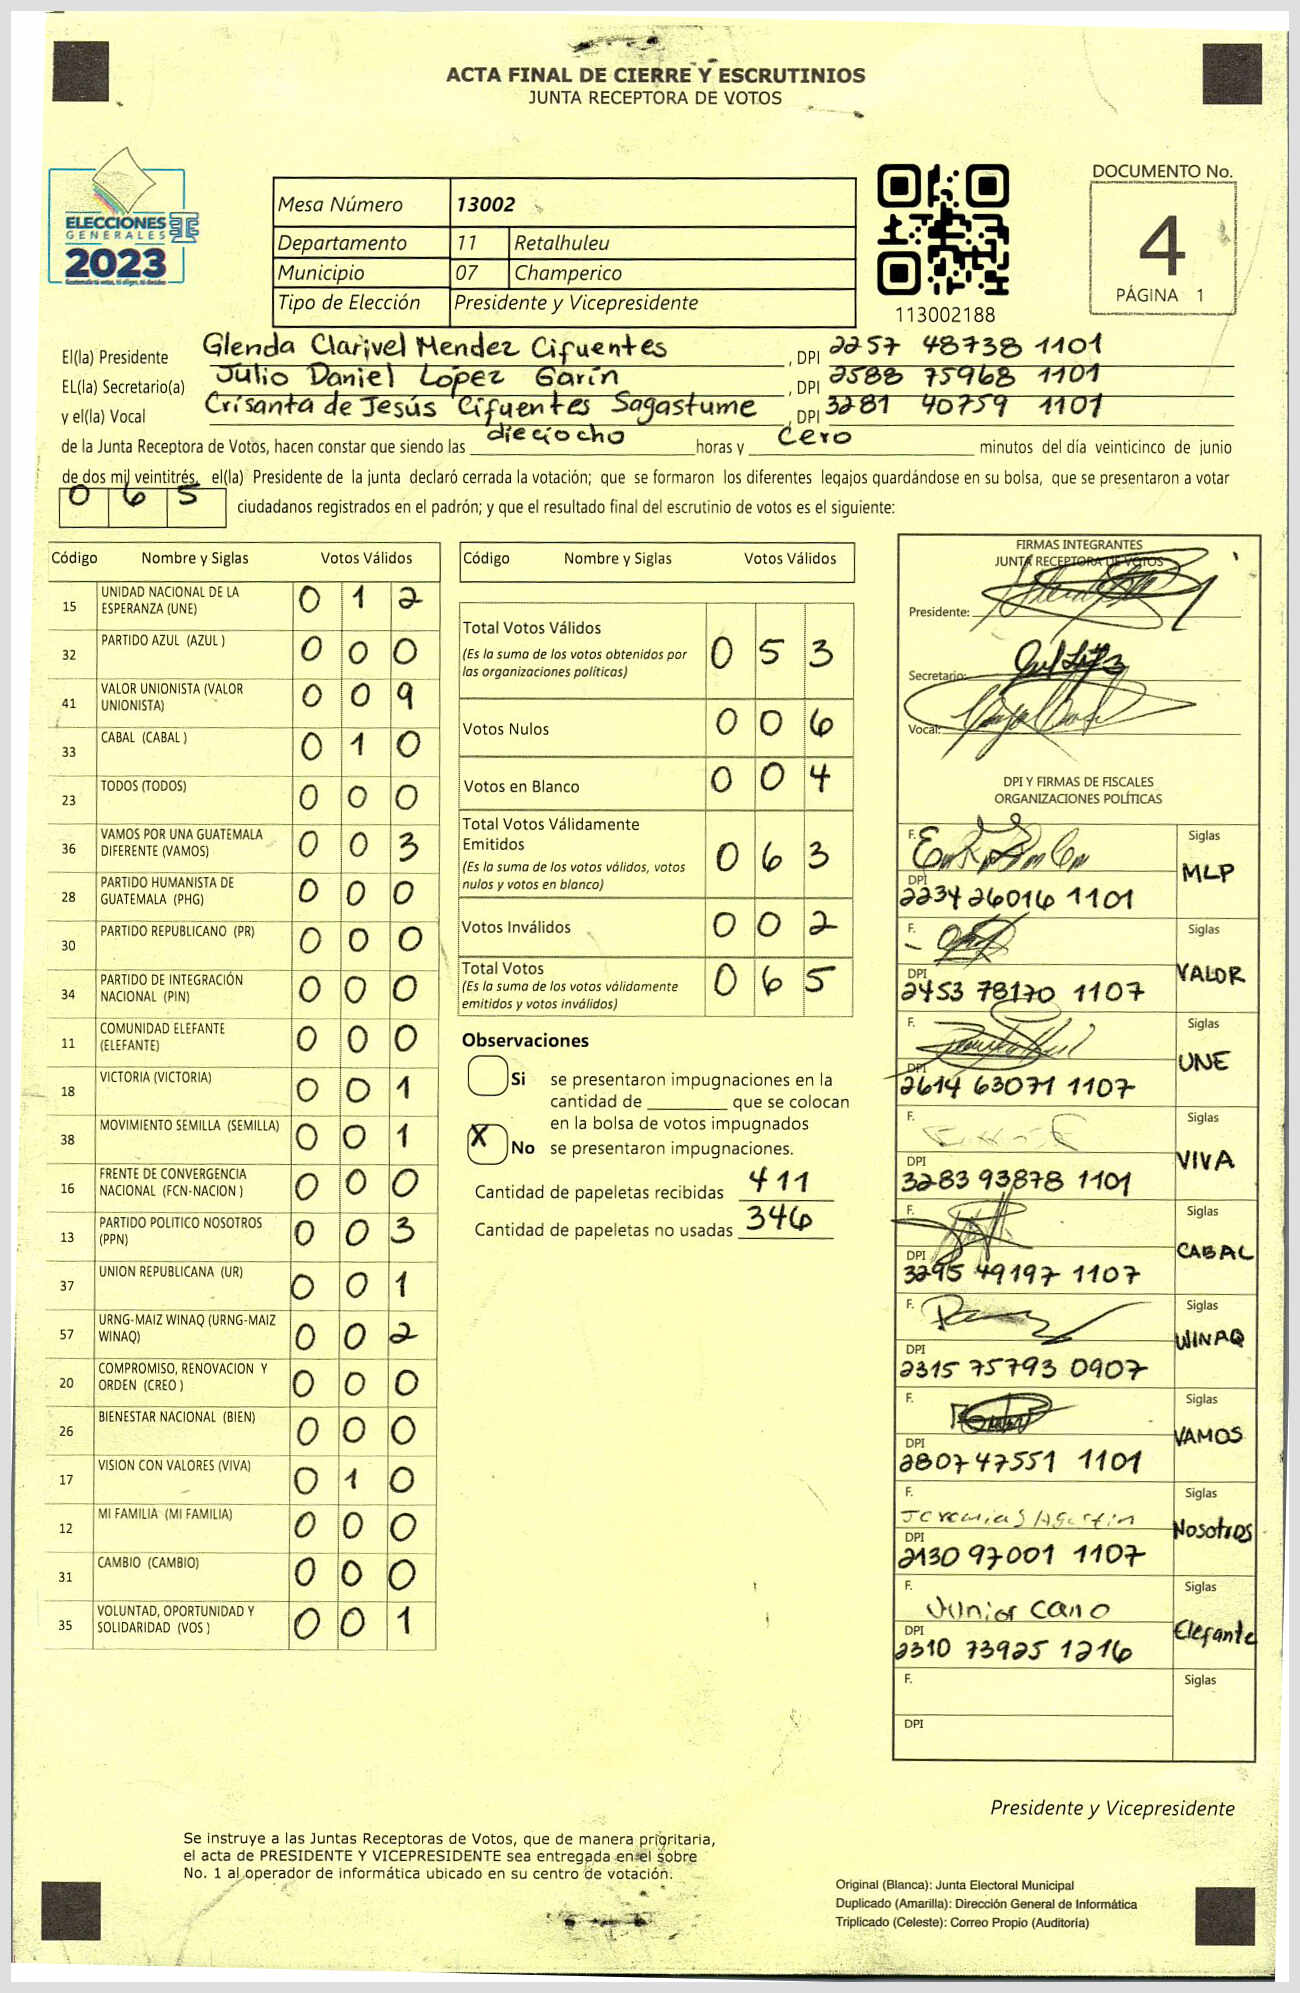 ACTA FINAL DE CIERRE Y ESCRUTINIOS
JUNTA RECEPTORA DE VOTOS
ELECCIONES
GENERALES
2023
Mesa Número 13002
Departamento 11 Retalhuleu
Municipio 07 Champerico
Tipo de Elección Presidente y Vicepresidente
113002188
DOCUMENTO No.
4
PÁGINA 1
El(la) Presidente Glenda Clarivel Mendez Cifuentes, DPI 2257 48738 1101
EL(la) Secretario(a) Julio Daniel López Garín, DPI 2588 75968 1101
y el(la) Vocal Crisanta de Jesús Cifuentes Sagastume, DPI 3281 40759 1101
de la Junta Receptora de Votos, hacen constar que siendo las dieciocho horas y cero minutos del día veinticinco de junio
de dos mil veintitrés, el(la) Presidente de la junta declaró cerrada la votación; que se formaron los diferentes legajos guardándose en su bolsa, que se presentaron a votar
0 6 5 ciudadanos registrados en el padrón; y que el resultado final del escrutinio de votos es el siguiente:
Código Nombre y Siglas Votos Válidos
15 UNIDAD NACIONAL DE LA ESPERANZA (UNE) 0 1 2
32 PARTIDO AZUL (AZUL ) 0 0 0
41 VALOR UNIONISTA (VALOR UNIONISTA) 0 0 9
33 CABAL (CABAL ) 0 1 0
23 TODOS (TODOS) 0 0 0
36 VAMOS POR UNA GUATEMALA DIFERENTE (VAMOS) 0 0 3
28 PARTIDO HUMANISTA DE GUATEMALA (PHG) 0 0 0
30 PARTIDO REPUBLICANO (PR) 0 0 0
34 PARTIDO DE INTEGRACIÓN NACIONAL (PIN) 0 0 0
11 COMUNIDAD ELEFANTE (ELEFANTE) 0 0 0
18 VICTORIA (VICTORIA) 0 0 1
38 MOVIMIENTO SEMILLA (SEMILLA) 0 0 1
16 FRENTE DE CONVERGENCIA NACIONAL (FCN-NACION ) 0 0 0
13 PARTIDO POLITICO NOSOTROS (PPN) 0 0 3
37 UNION REPUBLICANA (UR) 0 0 1
57 URNG-MAIZ WINAQ (URNG-MAIZ WINAQ) 0 0 2
20 COMPROMISO, RENOVACION Y ORDEN (CREO ) 0 0 0
26 BIENESTAR NACIONAL (BIEN) 0 0 0
17 VISION CON VALORES (VIVA) 0 1 0
12 MI FAMILIA (MI FAMILIA) 0 0 0
31 CAMBIO (CAMBIO) 0 0 0
35 VOLUNTAD, OPORTUNIDAD Y SOLIDARIDAD (VOS ) 0 0 1
Código Nombre y Siglas Votos Válidos
Total Votos Válidos 0 5 3
(Es la suma de los votos obtenidos por
las organizaciones políticas)
Votos Nulos 0 0 6
Votos en Blanco 0 0 4
Total Votos Válidamente
Emitidos 0 6 3
(Es la suma de los votos válidos, votos
nulos y votos en blanco)
Votos Inválidos 0 0 2
Total Votos 0 6 5
(Es la suma de los votos válidamente
emitidos y votos inválidos)
Observaciones
Si se presentaron impugnaciones en la
cantidad de ________ que se colocan
en la bolsa de votos impugnados
X No se presentaron impugnaciones.
Cantidad de papeletas recibidas 411
Cantidad de papeletas no usadas 346
FIRMAS INTEGRANTES
JUNTA RECEPTORA DE VOTOS
Presidente:
Secretario:
Vocal:
DPI Y FIRMAS DE FISCALES
ORGANIZACIONES POLÍTICAS
F. Siglas MLP
DPI 2234 26016 1101
F. Siglas VALOR
DPI 2453 78170 1107
F. Siglas UNE
DPI 2614 63071 1107
F. Siglas VIVA
DPI 3283 93878 1101
F. Siglas CABAL
DPI 3295 49197 1107
F. Siglas WINAQ
DPI 2315 75793 0907
F. Siglas VAMOS
DPI 2807 47551 1101
F. Jeremias Agustin Siglas Nosotros
DPI 2130 97001 1107
F. Junior Cano Siglas Elefante
DPI 2310 73925 1216
F. Siglas
DPI
Presidente y Vicepresidente
Se instruye a las Juntas Receptoras de Votos, que de manera prioritaria,
el acta de PRESIDENTE Y VICEPRESIDENTE sea entregada en el sobre
No. 1 al operador de informática ubicado en su centro de votación.
Original (Blanca): Junta Electoral Municipal
Duplicado (Amarilla): Dirección General de Informática
Triplicado (Celeste): Correo Propio (Auditoría)